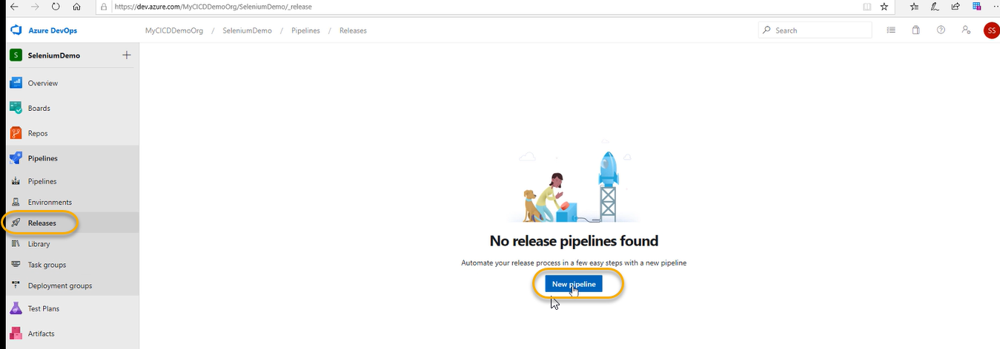 https://dev.azure.com/MyCICDDemoOrg/SeleniumDemo/_release
Azure DevOps
MyCICDDemoOrg / SeleniumDemo / Pipelines / Releases
Search
SS
S SeleniumDemo
Overview
Boards
Repos
Pipelines
Pipelines
Environments
Releases
Library
Task groups
Deployment groups
Test Plans
Artifacts
No release pipelines found
Automate your release process in a few easy steps with a new pipeline
New pipeline